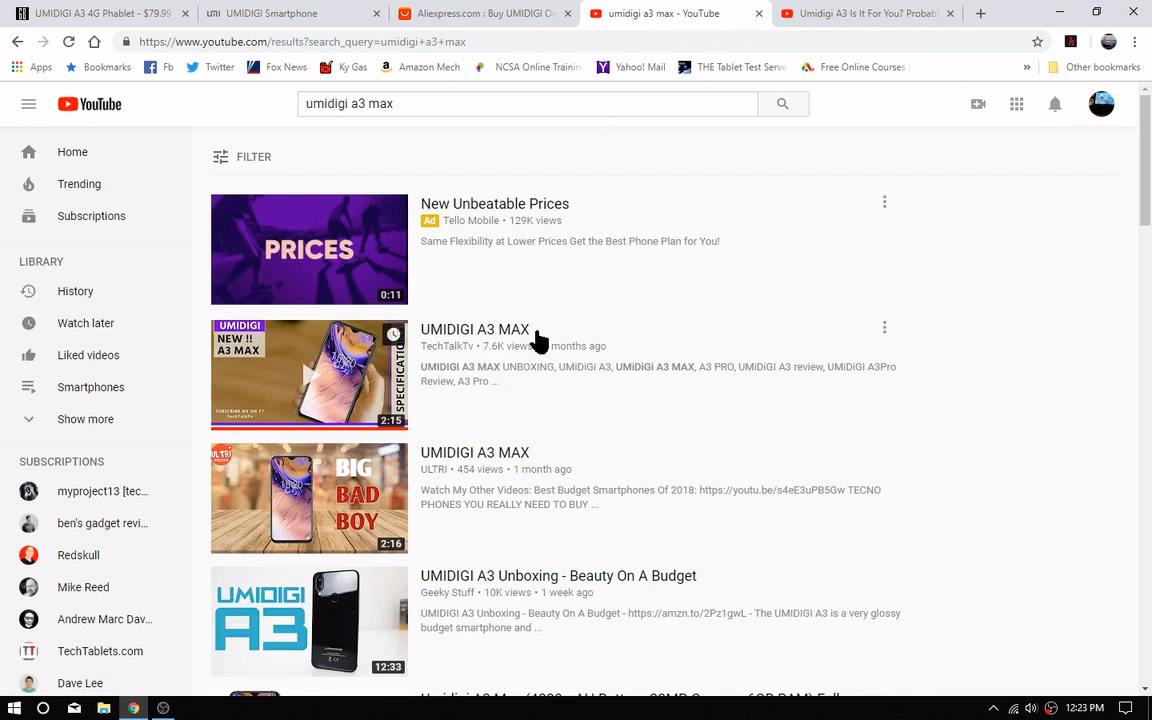 UMIDIGI A3 4G Phablet - $79.99
UMIDIGI Smartphone
Aliexpress.com : Buy UMIDIGI On
umidigi a3 max - YouTube
Umidigi A3 Is It For You? Probabl
https://www.youtube.com/results?search_query=umidigi+a3+max
Apps
Bookmarks
Fb
Twitter
Fox News
Ky Gas
Amazon Mech
NCSA Online Trainin
Yahoo! Mail
THE Tablet Test Serve
Free Online Courses
Other bookmarks
YouTube
umidigi a3 max
Home
Trending
Subscriptions
LIBRARY
History
Watch later
Liked videos
Smartphones
Show more
SUBSCRIPTIONS
myproject13 [tec...
ben's gadget revi...
Redskull
Mike Reed
Andrew Marc Dav...
TechTablets.com
Dave Lee
FILTER
PRICES
0:11
New Unbeatable Prices
Ad Tello Mobile • 129K views
Same Flexibility at Lower Prices Get the Best Phone Plan for You!
UMIDIGI
NEW !!
A3 MAX
SPECIFICATION
SUBSCRIBE MS ON YT
TechTalkTv
2:15
UMIDIGI A3 MAX
TechTalkTv • 7.6K views months ago
UMIDIGI A3 MAX UNBOXING, UMiDiGi A3, UMiDiGi A3 MAX, A3 PRO, UMiDiGI A3 review, UMiDiGi A3Pro
Review, A3 Pro ...
ULTRI
BIG
BAD
BOY
2:16
UMIDIGI A3 MAX
ULTRI • 454 views • 1 month ago
Watch My Other Videos: Best Budget Smartphones Of 2018: https://youtu.be/s4eE3uPB5Gw TECNO
PHONES YOU REALLY NEED TO BUY ...
UMIDIGI
A3
12:33
UMIDIGI A3 Unboxing - Beauty On A Budget
Geeky Stuff • 10K views • 1 week ago
UMIDIGI A3 Unboxing - Beauty On A Budget - https://amzn.to/2Pz1gwL - The UMIDIGI A3 is a very glossy
budget smartphone and ...
12:23 PM